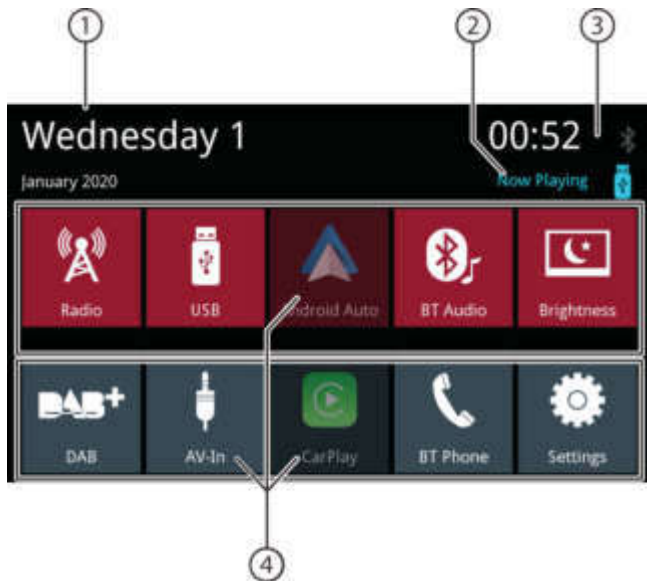 1 2 3
Wednesday 1 00:52
January 2020 Now Playing
Radio USB Android Auto BT Audio Brightness
DAB+
DAB AV-In CarPlay BT Phone Settings
4